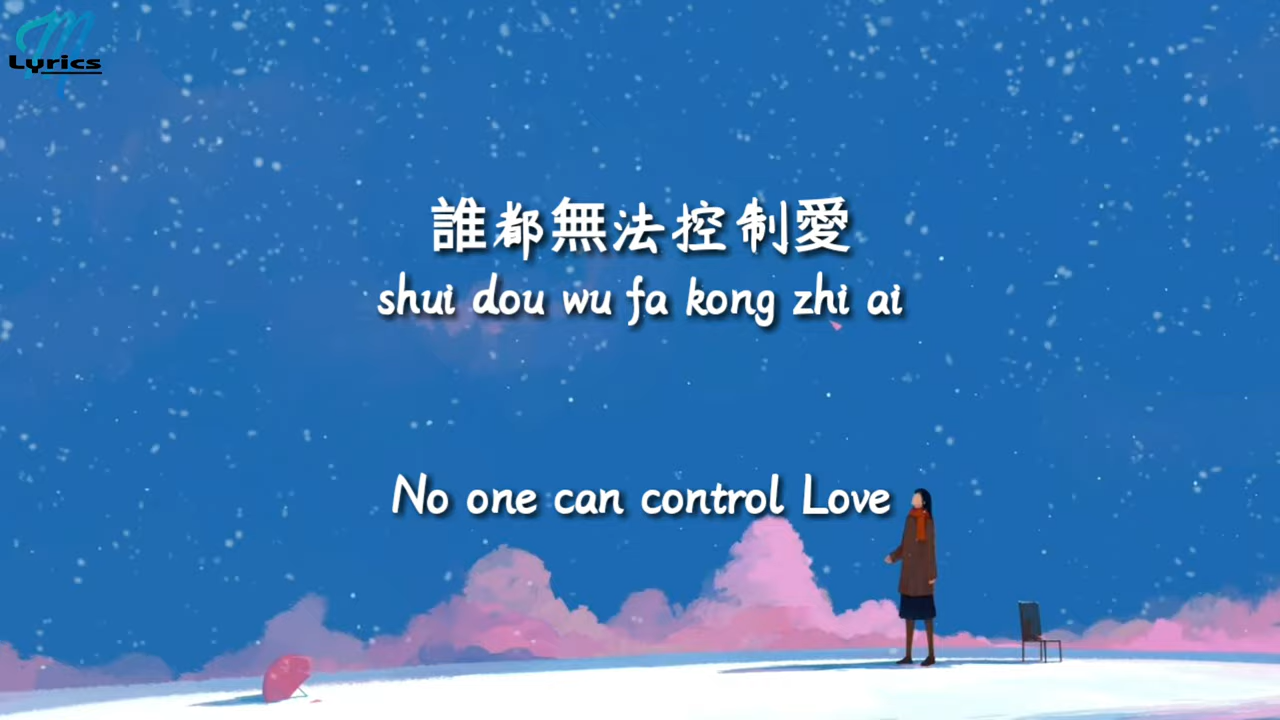 M
Lyrics
誰都無法控制愛
shui dou wu fa kong zhi ai
No one can control Love